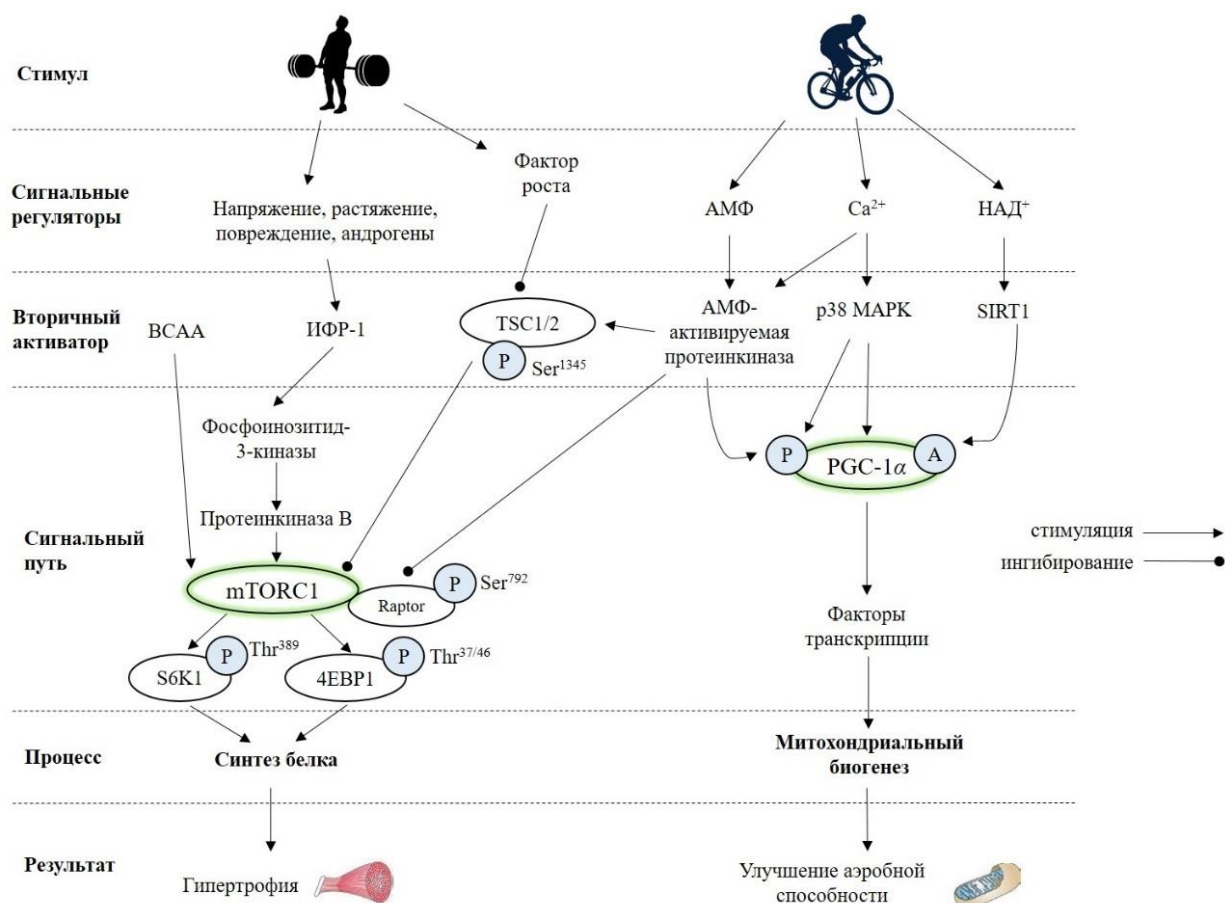 Стимул
Сигнальные
регуляторы
Напряжение, растяжение,
повреждение, андрогены
Фактор
роста
АМФ
Ca²⁺
НАД⁺
Вторичный
активатор
BCAA
ИФР-1
TSC1/2
P
Ser¹³⁴⁵
АМФ-
активируемая
протеинкиназа
p38 MAPK
SIRT1
Сигнальный
путь
Фосфоинозитид-
3-киназы
Протеинкиназа B
mTORC1
Raptor
P
Ser⁷⁹²
S6K1
P
Thr³⁸⁹
4EBP1
P
Thr³⁷/⁴⁶
P
PGC-1α
A
Факторы
транскрипции
стимуляция
ингибирование
Процесс
Синтез белка
Митохондриальный
биогенез
Результат
Гипертрофия
Улучшение аэробной
способности